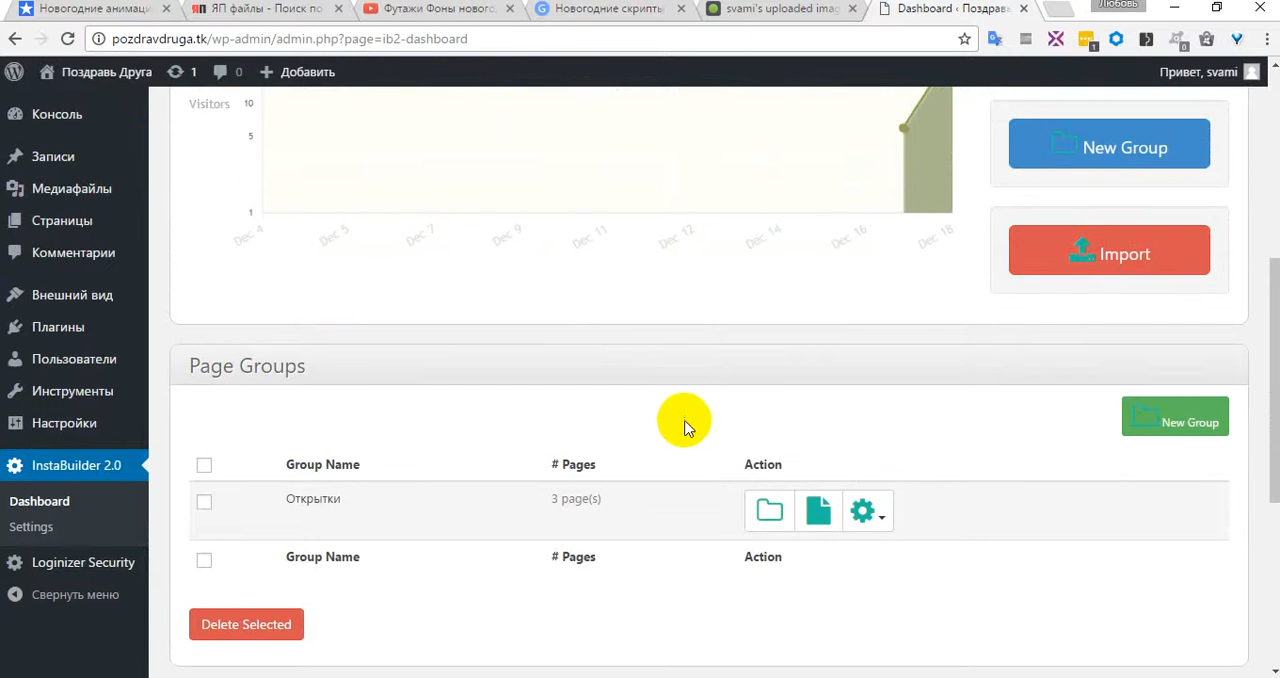 Новогодние анимаци
ЯП файлы - Поиск по
Футажи Фоны новог
Новогодние скрипты
svami's uploaded imag
Dashboard ‹ Поздрав
Любовь
pozdravdruga.tk/wp-admin/admin.php?page=ib2-dashboard
Поздравь Друга
1
0
Добавить
Привет, svami
Консоль
Записи
Медиафайлы
Страницы
Комментарии
Внешний вид
Плагины
Пользователи
Инструменты
Настройки
InstaBuilder 2.0
Dashboard
Settings
Loginizer Security
Свернуть меню
Visitors
10
5
1
Dec 4
Dec 5
Dec 7
Dec 9
Dec 11
Dec 12
Dec 14
Dec 16
Dec 18
New Group
Import
Page Groups
New Group
Group Name # Pages Action
Открытки 3 page(s)
Group Name # Pages Action
Delete Selected